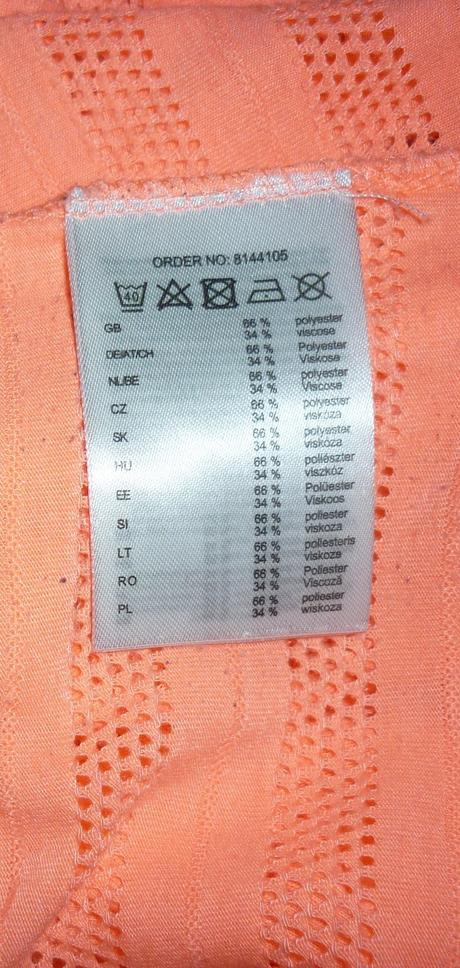 ORDER NO: 8144105
40
GB 66 % polyester
34 % viscose
DE/AT/CH 66 % Polyester
34 % Viskose
NL/BE 66 % polyester
34 % Viscose
CZ 66 % polyester
34 % viskóza
SK 66 % polyester
34 % viskóza
HU 66 % poliészter
34 % viszkóz
EE 66 % Polüester
34 % Viskoos
SI 66 % poliester
34 % viskoza
LT 66 % poliesteris
34 % viskoze
RO 66 % Poliester
34 % Viscoză
PL 66 % poliester
34 % wiskoza